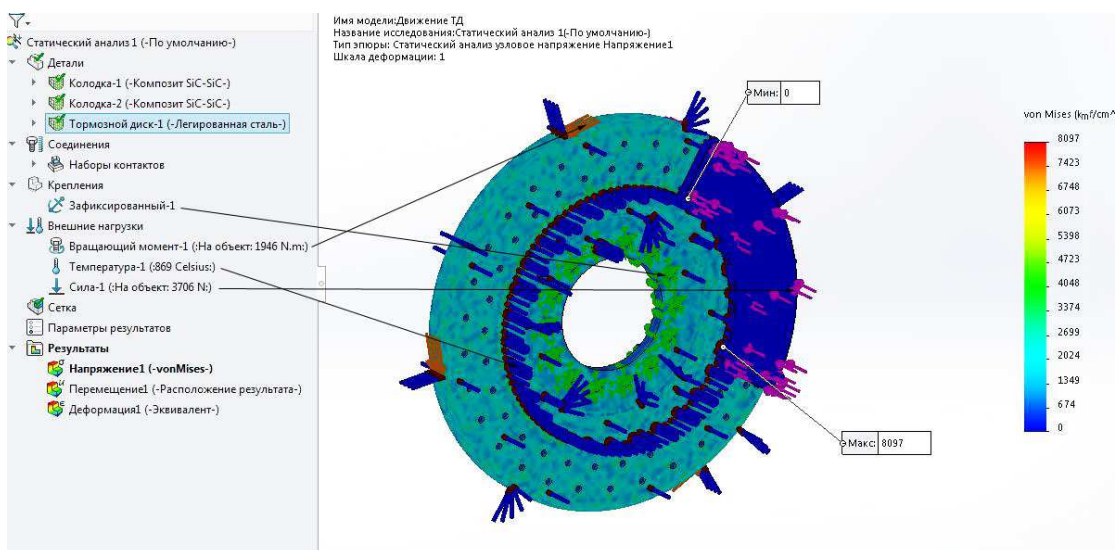 Имя модели:Движение ТД
Название исследования:Статический анализ 1(-По умолчанию-)
Тип эпюры: Статический анализ узловое напряжение Напряжение1
Шкала деформации: 1
Статический анализ 1 (-По умолчанию-)
Детали
Колодка-1 (-Композит SiC-SiC-)
Колодка-2 (-Композит SiC-SiC-)
Тормозной диск-1 (-Легированная сталь-)
Соединения
Наборы контактов
Крепления
Зафиксированный-1
Внешние нагрузки
Вращающий момент-1 (:На объект: 1946 N.m:)
Температура-1 (:869 Celsius:)
Сила-1 (:На объект: 3706 N:)
Сетка
Параметры результатов
Результаты
Напряжение1 (-vonMises-)
Перемещение1 (-Расположение результата-)
Деформация1 (-Эквивалент-)
Мин: 0
Макс: 8097
von Mises (kmf/cm^
8097
7423
6748
6073
5398
4723
4048
3374
2699
2024
1349
674
0